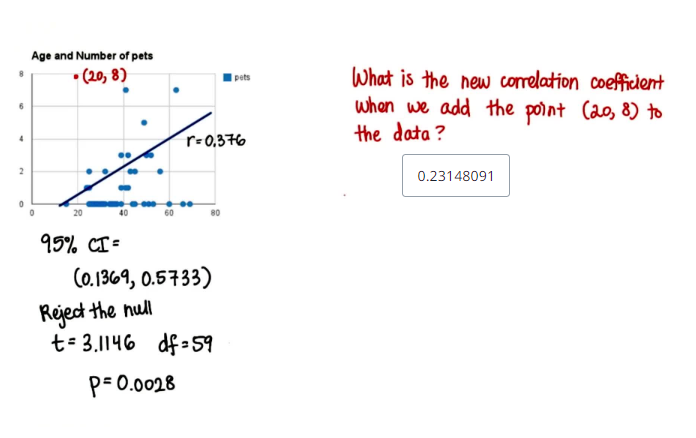 Age and Number of pets
8
• (20, 8)
pets
6
4
r=0.376
2
0
0 20 40 60 80
What is the new correlation coefficient
when we add the point (20, 8) to
the data?
0.23148091
95% CI=
(0.1369, 0.5733)
Reject the null
t= 3.1146 df=59
p=0.0028